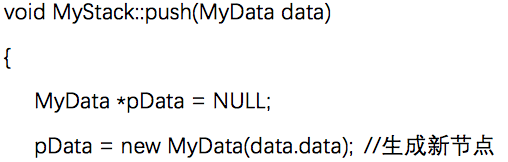 void MyStack::push(MyData data)
{
MyData *pData = NULL;
pData = new MyData(data.data); //生成新节点